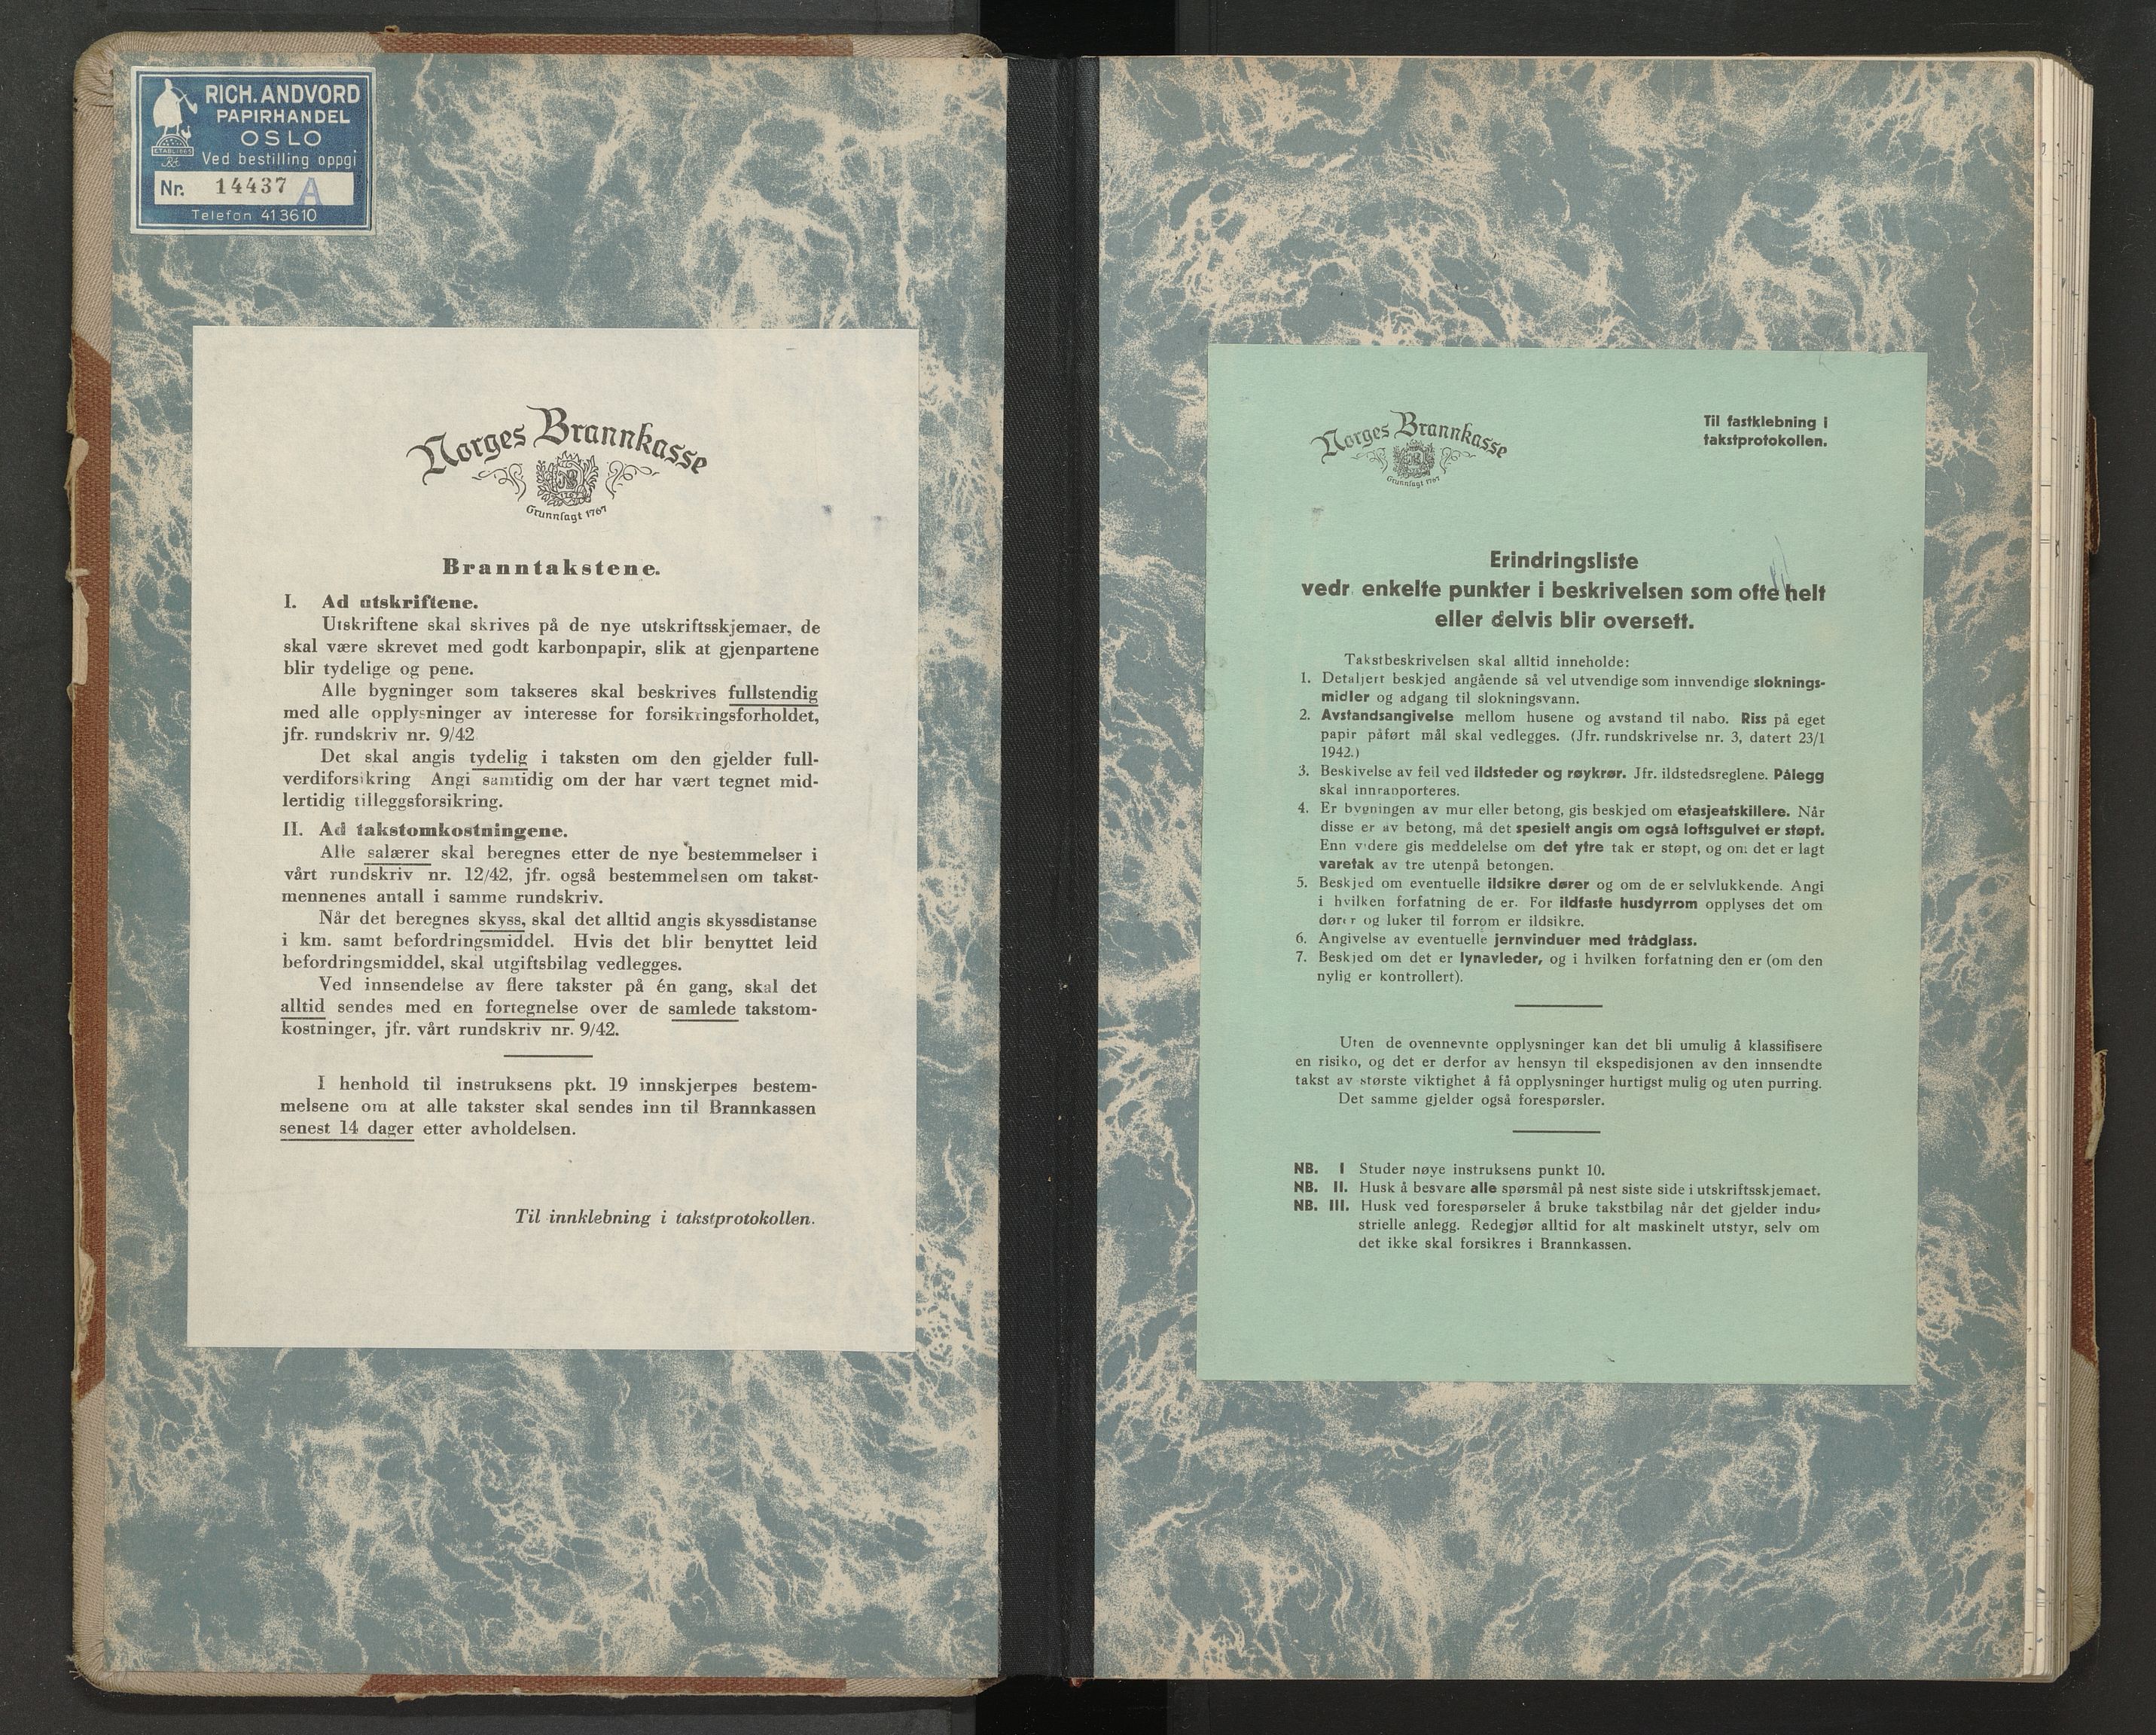 RICH. ANDVORD
PAPIRHANDEL
OSLO
ETABL. 1865
Ved bestilling oppgi
Nr. 14437 A
Telefon 413610
Norges Brannkasse
Grunnlagt 1767
Branntakstene.
I. Ad utskriftene.
Utskriftene skal skrives på de nye utskriftsskjemaer, de
skal være skrevet med godt karbonpapir, slik at gjenpartene
blir tydelige og pene.
Alle bygninger som takseres skal beskrives fullstendig
med alle opplysninger av interesse for forsikringsforholdet,
jfr. rundskriv nr. 9/42
Det skal angis tydelig i taksten om den gjelder full-
verdiforsikring Angi samtidig om der har vært tegnet mid-
lertidig tilleggsforsikring.
II. Ad takstomkostningene.
Alle salærer skal beregnes etter de nye bestemmelser i
vårt rundskriv nr. 12/42, jfr. også bestemmelsen om takst-
mennenes antall i samme rundskriv.
Når det beregnes skyss, skal det alltid angis skyssdistanse
i km. samt befordringsmiddel. Hvis det blir benyttet leid
befordringsmiddel, skal utgiftsbilag vedlegges.
Ved innsendelse av flere takster på én gang, skal det
alltid sendes med en fortegnelse over de samlede takstom-
kostninger, jfr. vårt rundskriv nr. 9/42.
I henhold til instruksens pkt. 19 innskjerpes bestem-
melsene om at alle takster skal sendes inn til Brannkassen
senest 14 dager etter avholdelsen.
Til innklebning i takstprotokollen.
Norges Brannkasse
Grunnlagt 1767
Til fastklebning i
takstprotokollen.
Erindringsliste
vedr. enkelte punkter i beskrivelsen som ofte helt
eller delvis blir oversett.
Takstbeskrivelsen skal alltid inneholde:
1. Detaljert beskjed angående så vel utvendige som innvendige sloknings-
midler og adgang til slokningsvann.
2. Avstandsangivelse mellom husene og avstand til nabo. Riss på eget
papir påført mål skal vedlegges. (Jfr. rundskrivelse nr. 3, datert 23/1
1942.)
3. Beskivelse av feil ved ildsteder og røykrør. Jfr. ildstedsreglene. Pålegg
skal innrapporteres.
4. Er bygningen av mur eller betong, gis beskjed om etasjeatskillere. Når
disse er av betong, må det spesielt angis om også loftsgulvet er støpt.
Enn videre gis meddelelse om det ytre tak er støpt, og om det er lagt
varetak av tre utenpå betongen.
5. Beskjed om eventuelle ildsikre dører og om de er selvlukkende. Angi
i hvilken forfatning de er. For ildfaste husdyrrom opplyses det om
dører og luker til forrom er ildsikre.
6. Angivelse av eventuelle jernvinduer med trådglass.
7. Beskjed om det er lynavleder, og i hvilken forfatning den er (om den
nylig er kontrollert).
Uten de ovennevnte opplysninger kan det bli umulig å klassifisere
en risiko, og det er derfor av hensyn til ekspedisjonen av den innsendte
takst av største viktighet å få opplysninger hurtigst mulig og uten purring.
Det samme gjelder også forespørsler.
NB. I Studer nøye instruksens punkt 10.
NB. II. Husk å besvare alle spørsmål på nest siste side i utskriftsskjemaet.
NB. III. Husk ved forespørseler å bruke takstbilag når det gjelder indu-
strielle anlegg. Redegjør alltid for alt maskinelt utstyr, selv om
det ikke skal forsikres i Brannkassen.